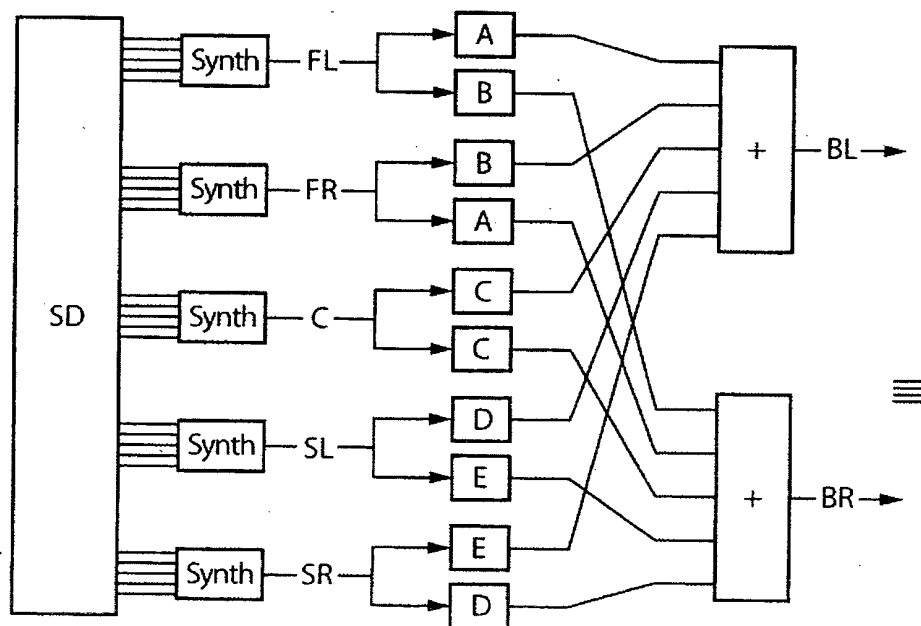 SD
Synth FL A
B
Synth FR B
A
Synth C C
C
Synth SL D
E
Synth SR E
D
+ BL
+ BR